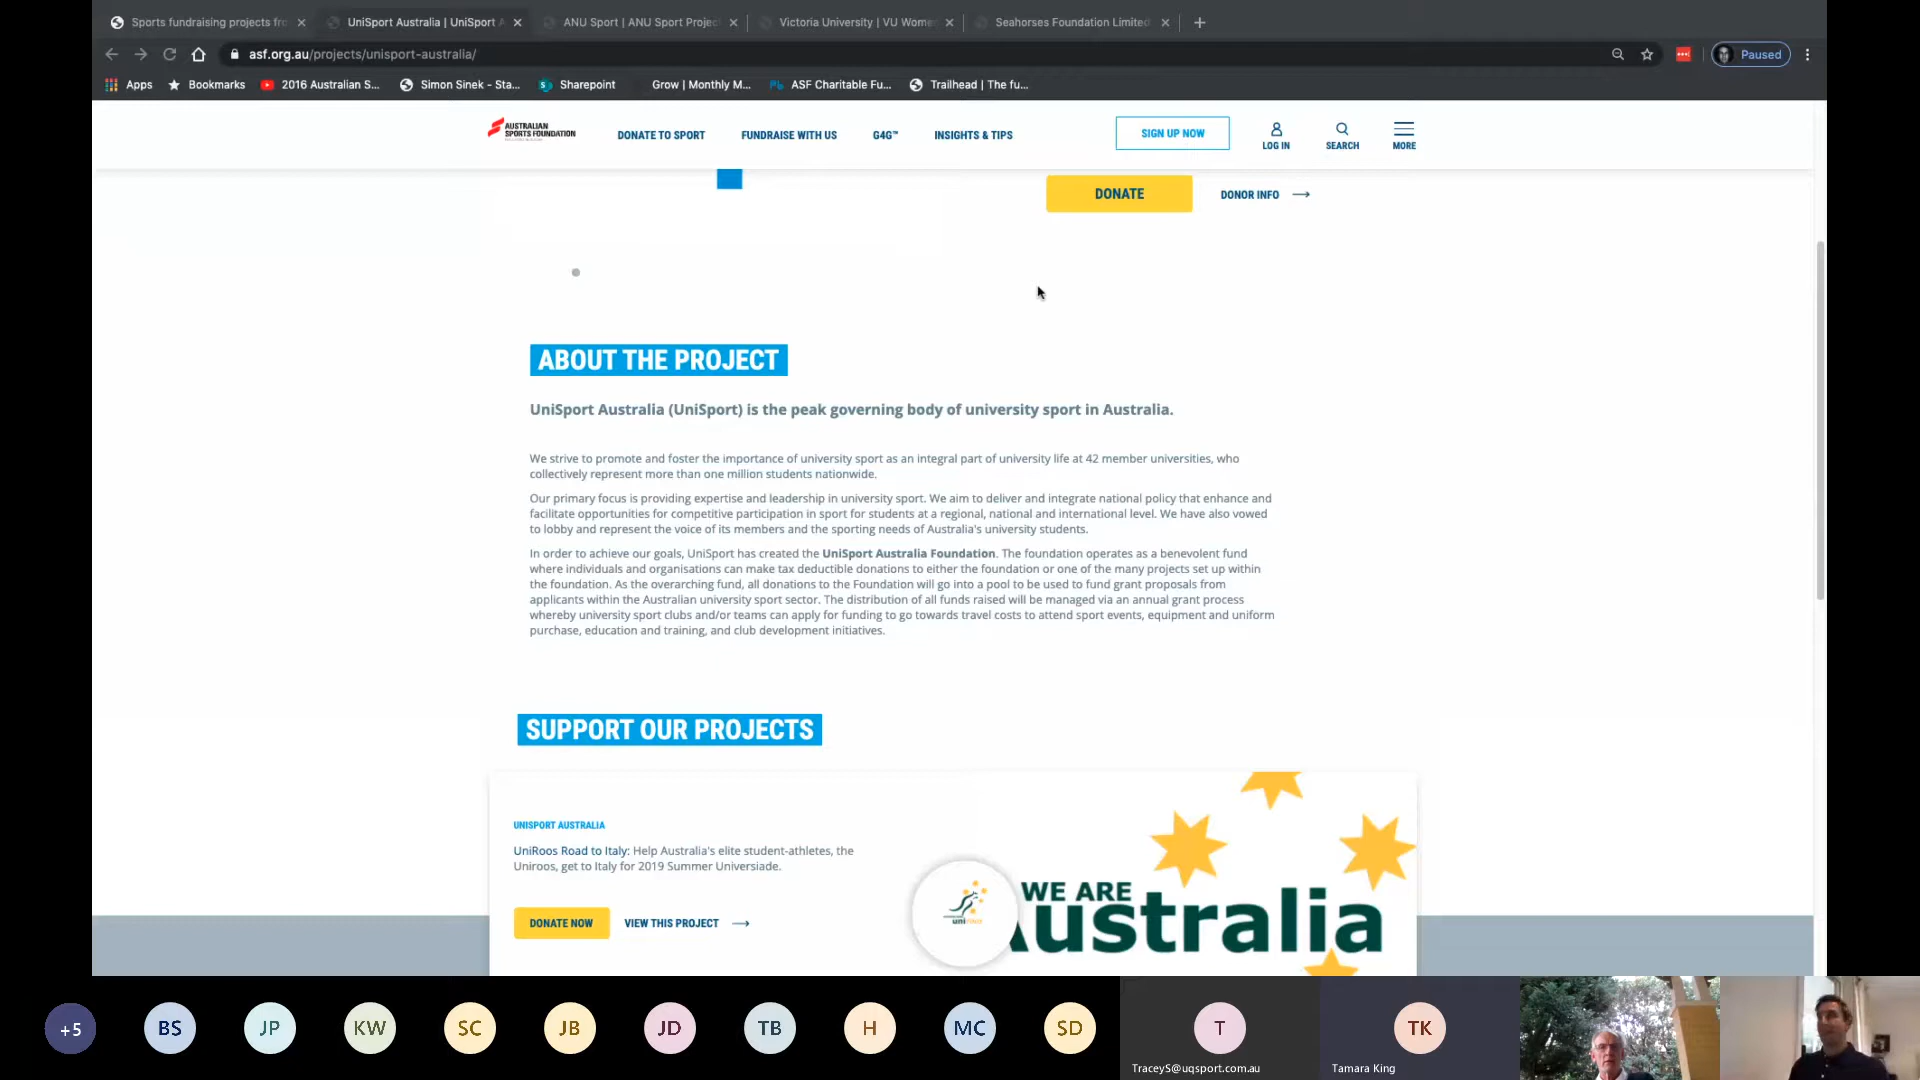 Sports fundraising projects fro
UniSport Australia | UniSport A
ANU Sport | ANU Sport Project
Victoria University | VU Wome
Seahorses Foundation Limited
asf.org.au/projects/unisport-australia/
Paused
Apps
Bookmarks
2016 Australian S...
Simon Sinek - Sta...
Sharepoint
Grow | Monthly M...
ASF Charitable Fu...
Trailhead | The fu...
AUSTRALIAN
SPORTS FOUNDATION
DONATE TO SPORT
FUNDRAISE WITH US
G4G™
INSIGHTS & TIPS
SIGN UP NOW
LOG IN
SEARCH
MORE
DONATE
DONOR INFO
ABOUT THE PROJECT
UniSport Australia (UniSport) is the peak governing body of university sport in Australia.
We strive to promote and foster the importance of university sport as an integral part of university life at 42 member universities, who
collectively represent more than one million students nationwide.
Our primary focus is providing expertise and leadership in university sport. We aim to deliver and integrate national policy that enhance and
facilitate opportunities for competitive participation in sport for students at a regional, national and international level. We have also vowed
to lobby and represent the voice of its members and the sporting needs of Australia's university students.
In order to achieve our goals, UniSport has created the UniSport Australia Foundation. The foundation operates as a benevolent fund
where individuals and organisations can make tax deductible donations to either the foundation or one of the many projects set up within
the foundation. As the overarching fund, all donations to the Foundation will go into a pool to be used to fund grant proposals from
applicants within the Australian university sport sector. The distribution of all funds raised will be managed via an annual grant process
whereby university sport clubs and/or teams can apply for funding to go towards travel costs to attend sport events, equipment and uniform
purchase, education and training, and club development initiatives.
SUPPORT OUR PROJECTS
UNISPORT AUSTRALIA
UniRoos Road to Italy: Help Australia's elite student-athletes, the
Uniroos, get to Italy for 2019 Summer Universiade.
DONATE NOW
VIEW THIS PROJECT
uniroos
WE ARE
Australia
+5
BS
JP
KW
SC
JB
JD
TB
H
MC
SD
T
TK
TraceyS@uqsport.com.au
Tamara King